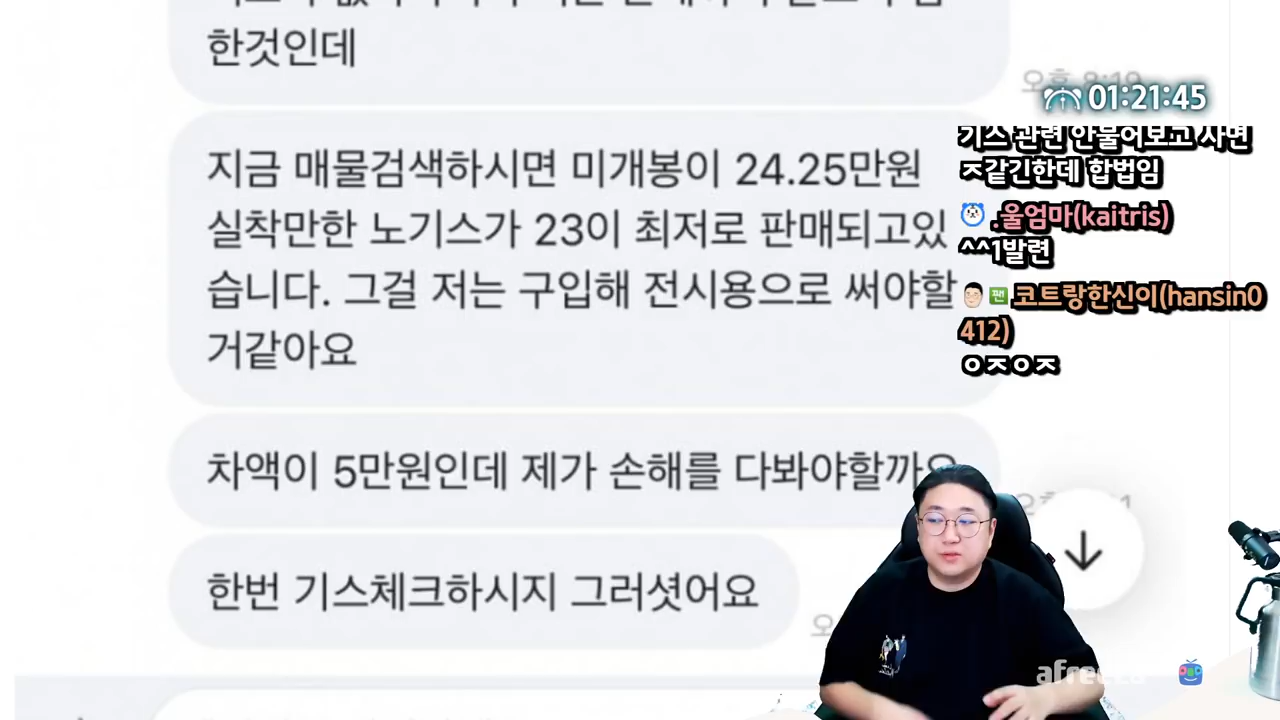 한것인데
지금 매물검색하시면 미개봉이 24.25만원
실착만한 노기스가 23이 최저로 판매되고있
습니다. 그걸 저는 구입해 전시용으로 써야할
거같아요
차액이 5만원인데 제가 손해를 다봐야할까요
한번 기스체크하시지 그러셧어요
오후 8:19
01:21:45
기스 관련 안물어보고 사면
ㅈ같긴한데 합법임
.울엄마(kaitris)
^^1발련
코트랑한신이(hansin0
412)
ㅇㅈㅇㅈ